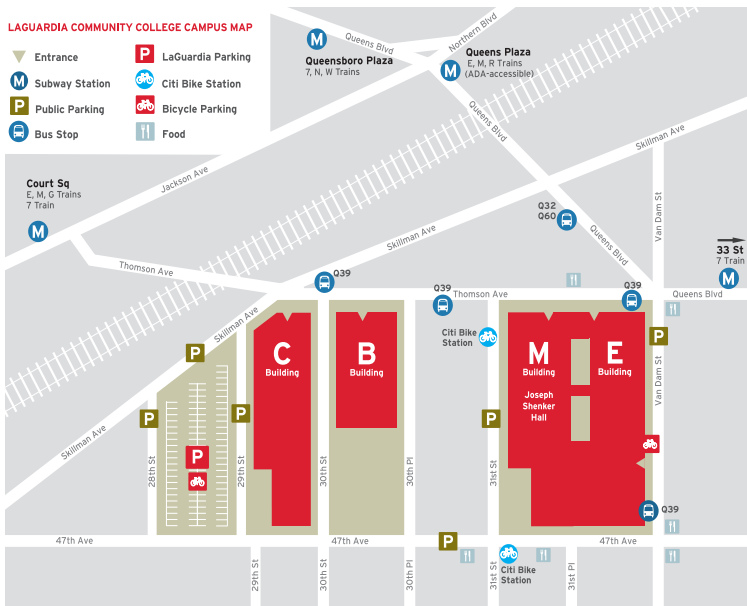 LAGUARDIA COMMUNITY COLLEGE CAMPUS MAP
Entrance
P LaGuardia Parking
M Subway Station
Citi Bike Station
P Public Parking
Bicycle Parking
Bus Stop
Food
M
Queensboro Plaza
7, N, W Trains
Queens Blvd
Northern Blvd
M
Queens Plaza
E, M, R Trains
(ADA-accessible)
Queens Blvd
Skillman Ave
Jackson Ave
Court Sq
E, M, G Trains
7 Train
M
Van Dam St
Q32
Q60
Queens Blvd
Skillman Ave
33 St
7 Train
M
Thomson Ave
Q39
Q39
Thomson Ave
Q39
Queens Blvd
Skillman Ave
Citi Bike
Station
P
P
C
Building
B
Building
M
Building
E
Building
Joseph
Shenker
Hall
Van Dam St
P
P
P
Skillman Ave
P
28th St
29th St
30th St
30th Pl
31st St
Q39
47th Ave
47th Ave
P
47th Ave
Citi Bike
Station
29th St
30th St
30th Pl
31st St
31st Pl